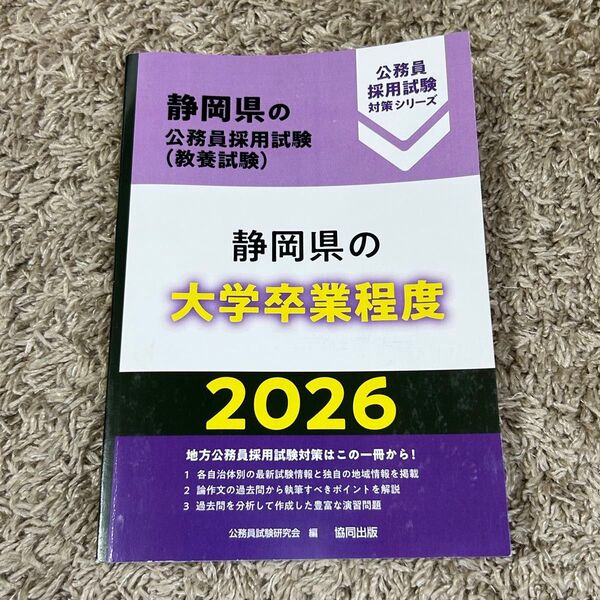 公務員
採用試験
対策シリーズ
静岡県の
公務員採用試験
(教養試験)
静岡県の
大学卒業程度
2026
地方公務員採用試験対策はこの一冊から！
1 各自治体別の最新試験情報と独自の地域情報を掲載
2 論作文の過去問から執筆すべきポイントを解説
3 過去問を分析して作成した豊富な演習問題
公務員試験研究会 編 協同出版